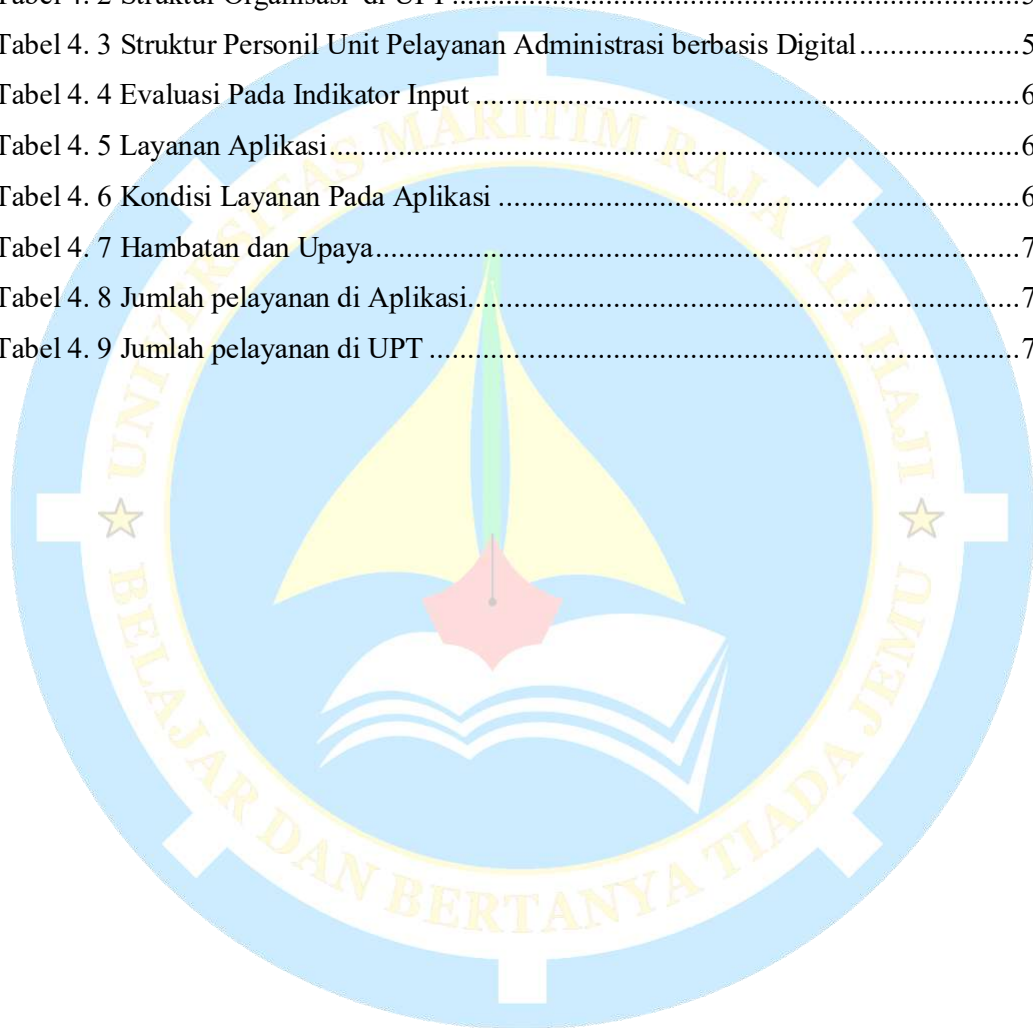 Tabel 4. 2 Struktur Organisasi di UPT
Tabel 4. 3 Struktur Personil Unit Pelayanan Administrasi berbasis Digital....................5
Tabel 4. 4 Evaluasi Pada Indikator Input....................6
Tabel 4. 5 Layanan Aplikasi....................6
Tabel 4. 6 Kondisi Layanan Pada Aplikasi....................6
Tabel 4. 7 Hambatan dan Upaya....................7
Tabel 4. 8 Jumlah pelayanan di Aplikasi....................7
Tabel 4. 9 Jumlah pelayanan di UPT....................7
UNIVERSITAS MARITIM RAJA ALI HAJI
BELAJAR DAN BERTANYA TIADA JEMU